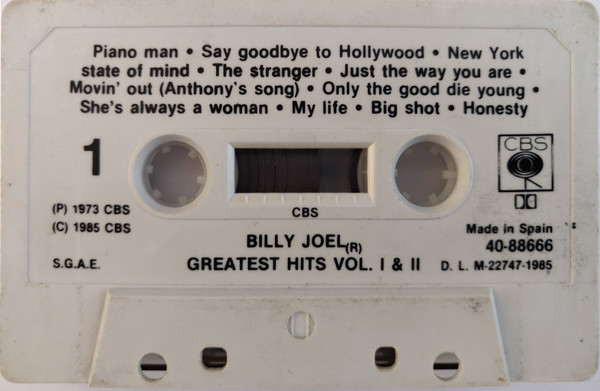 Piano man • Say goodbye to Hollywood • New York
state of mind • The stranger • Just the way you are •
Movin' out (Anthony's song) • Only the good die young •
She's always a woman • My life • Big shot • Honesty
1
CBS
(P) 1973 CBS
(C) 1985 CBS
CBS
Made in Spain
40-88666
BILLY JOEL(R)
S.G.A.E.
GREATEST HITS VOL. I & II
D. L. M-22747-1985